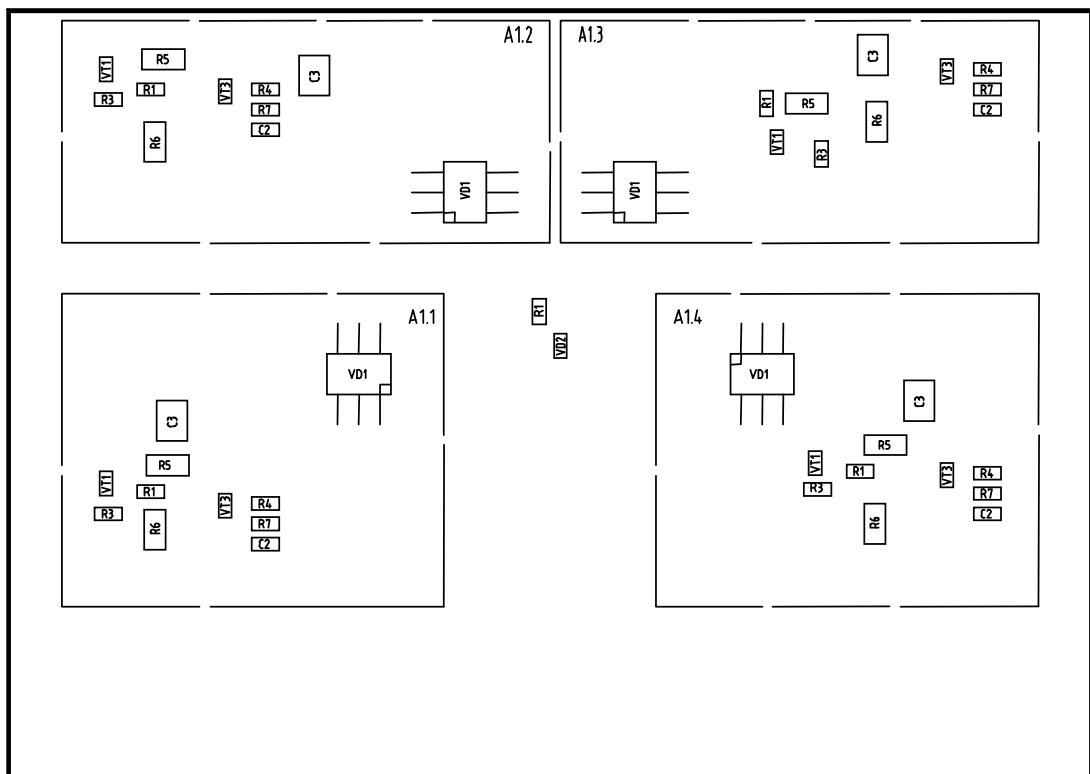 A1.2
VT1
R5
R3
R1
R6
VT3
R4
R7
C2
C3
VD1
A1.3
C3
VT3
R4
R7
C2
R1
R5
R6
VT1
R3
VD1
A1.1
VD1
C3
R5
VT1
R1
R3
R6
VT3
R4
R7
C2
R1
VD2
A1.4
VD1
C3
R5
VT1
R1
R3
R6
VT3
R4
R7
C2